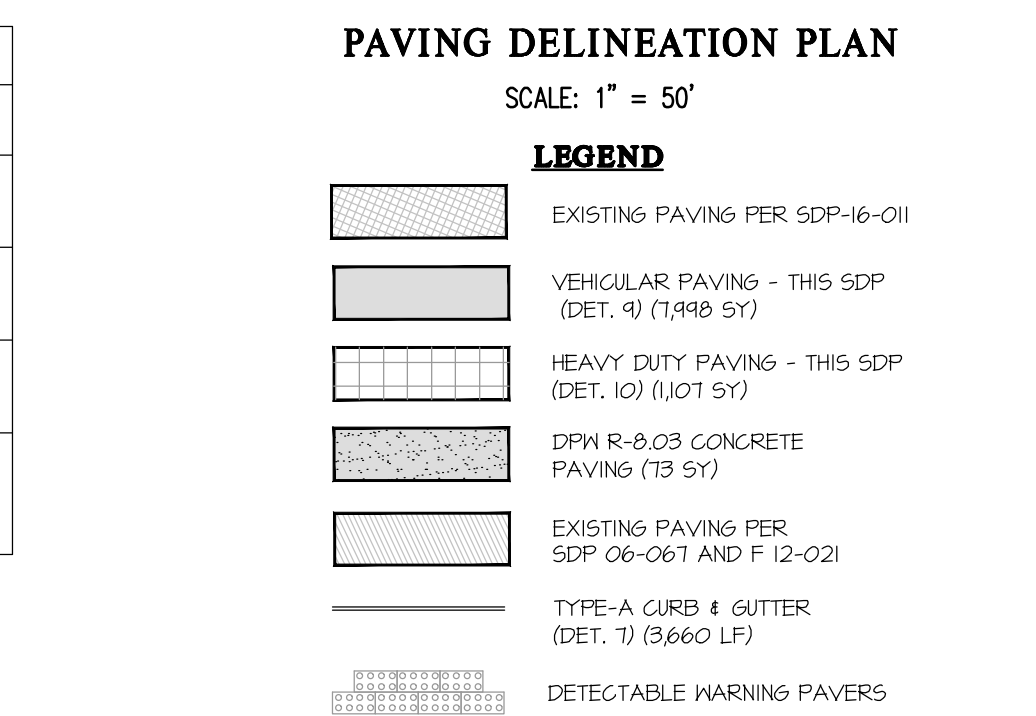 PAVING DELINEATION PLAN
SCALE: 1" = 50'
LEGEND
EXISTING PAVING PER SDP-16-011
VEHICULAR PAVING - THIS SDP
(DET. 9) (7,998 SY)
HEAVY DUTY PAVING - THIS SDP
(DET. 10) (1,107 SY)
DPW R-8.03 CONCRETE
PAVING (73 SY)
EXISTING PAVING PER
SDP 06-067 AND F 12-021
TYPE-A CURB & GUTTER
(DET. 7) (3,660 LF)
DETECTABLE WARNING PAVERS